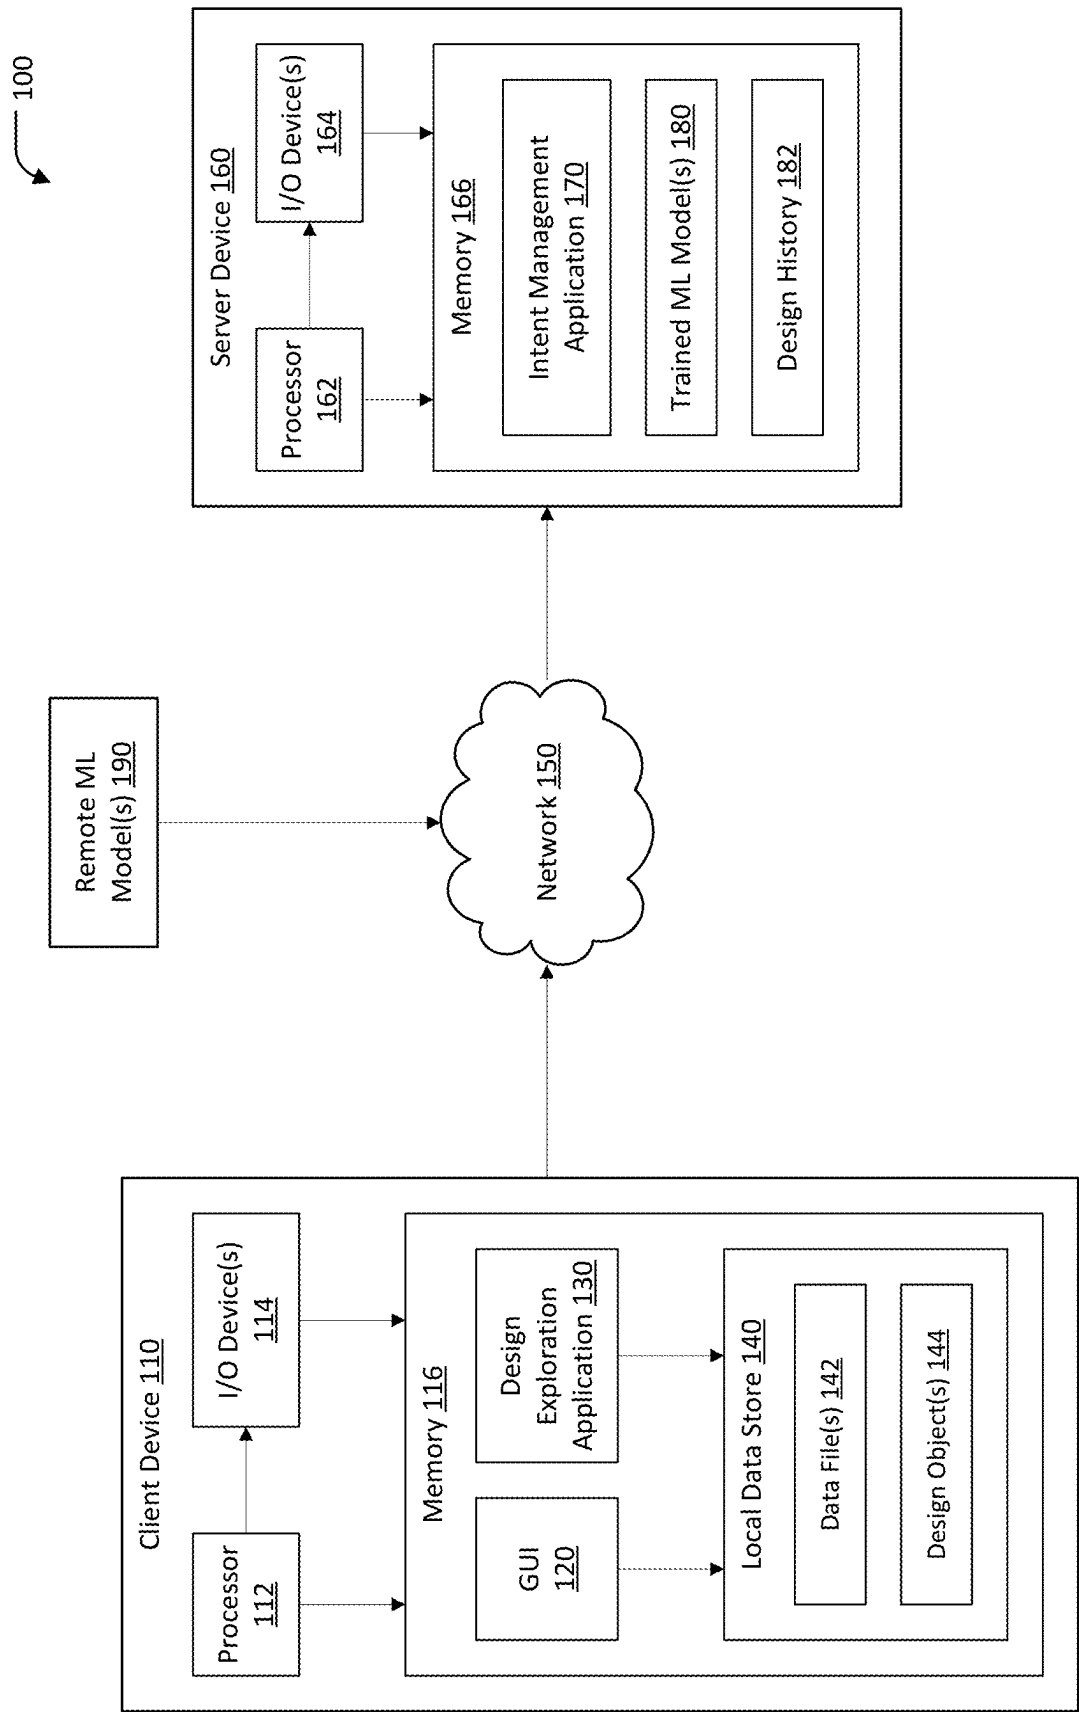 100
Client Device 110
Processor
112
I/O Device(s)
114
Memory 116
GUI
120
Design
Exploration
Application 130
Local Data Store 140
Data File(s) 142
Design Object(s) 144
Remote ML
Model(s) 190
Network 150
Server Device 160
Processor
162
I/O Device(s)
164
Memory 166
Intent Management
Application 170
Trained ML Model(s) 180
Design History 182